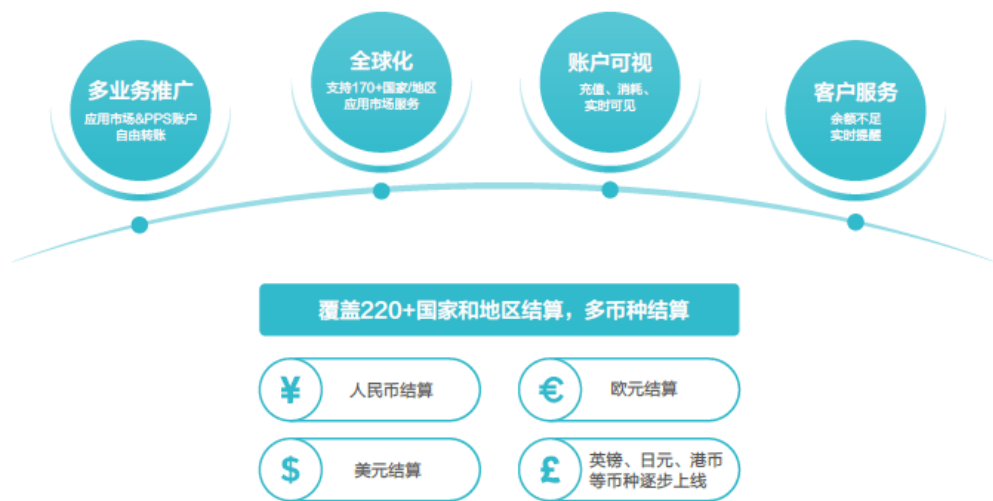 多业务推广
应用市场&PPS账户
自由转账
全球化
支持170+国家/地区
应用市场服务
账户可视
充值、消耗、
实时可见
客户服务
余额不足
实时提醒
覆盖220+国家和地区结算，多币种结算
¥ 人民币结算
€ 欧元结算
$ 美元结算
£ 英镑、日元、港币
等币种逐步上线